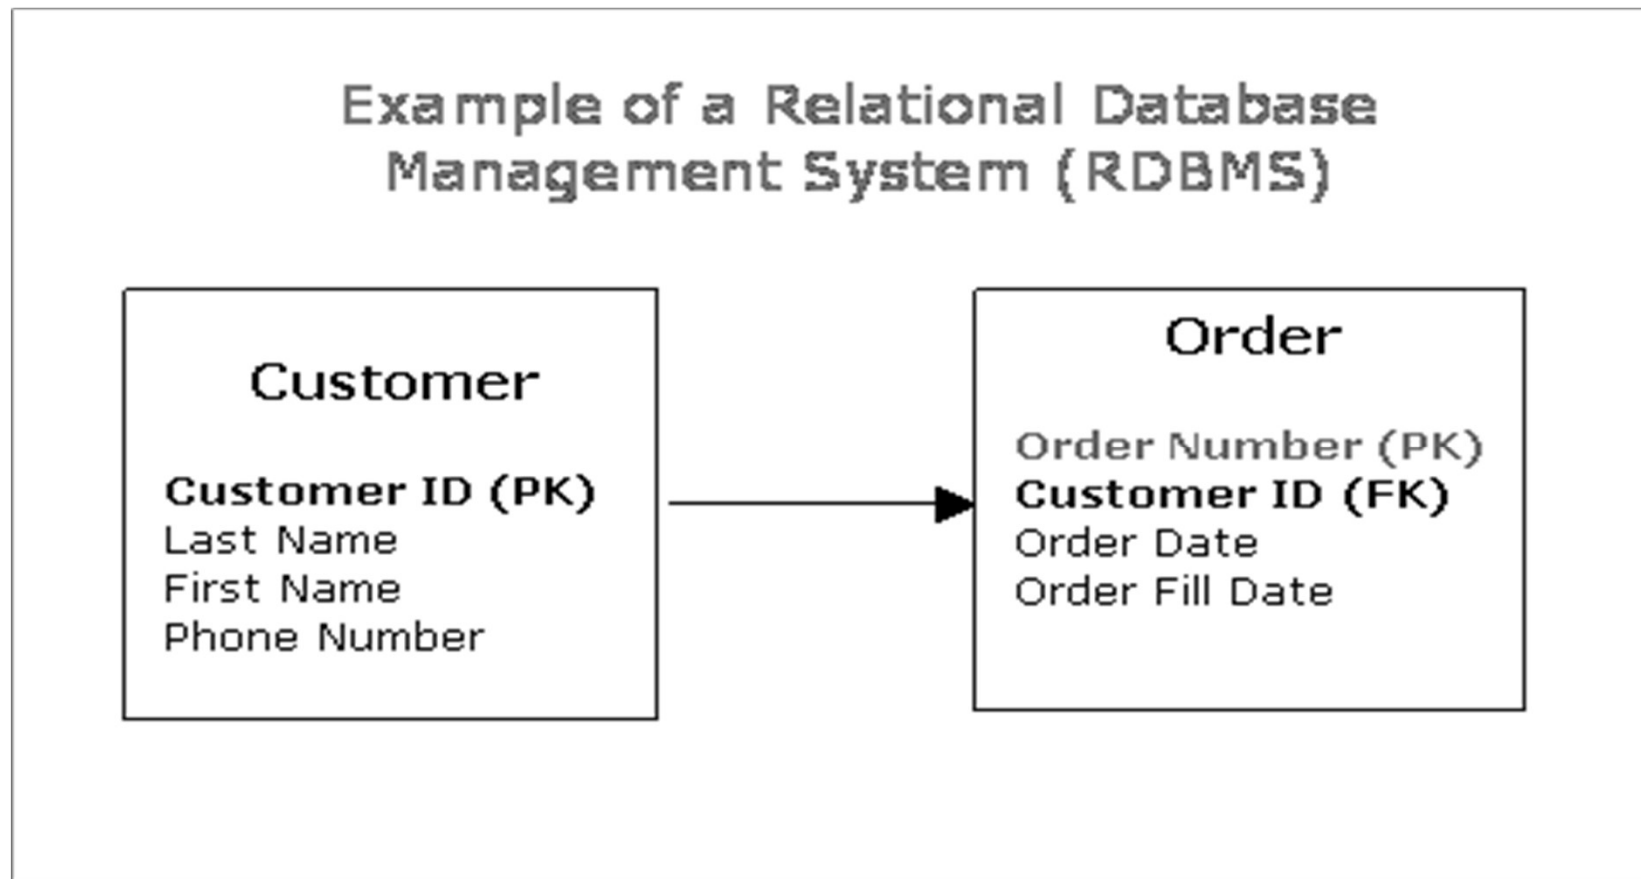 Example of a Relational Database
Management System (RDBMS)
Customer
Customer ID (PK)
Last Name
First Name
Phone Number
Order
Order Number (PK)
Customer ID (FK)
Order Date
Order Fill Date